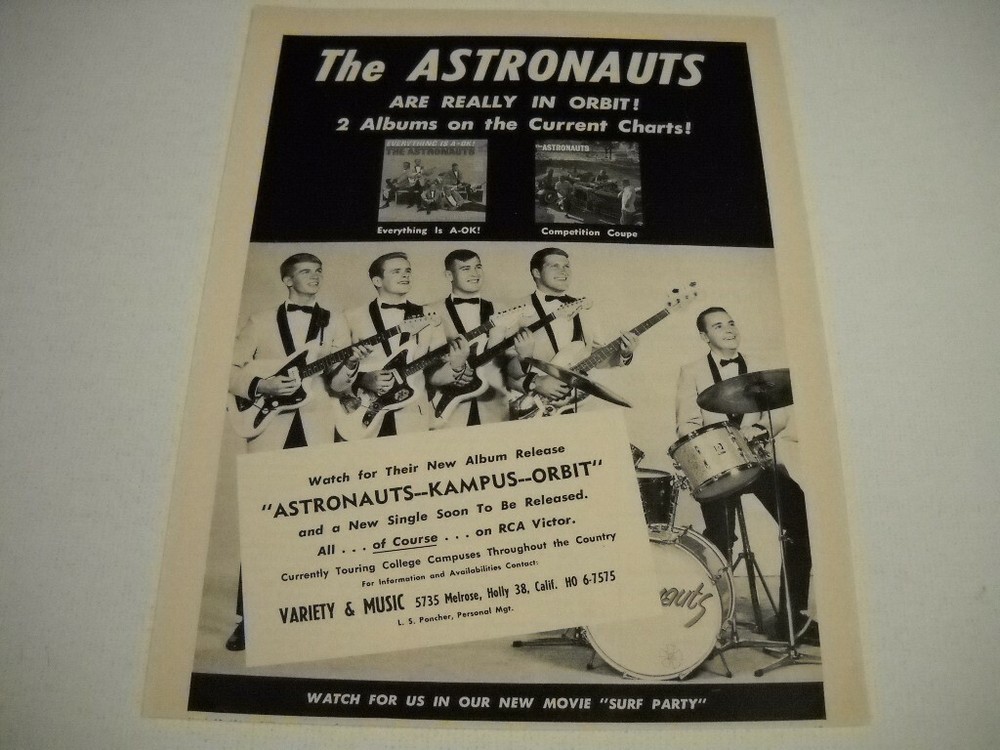 The ASTRONAUTS
ARE REALLY IN ORBIT!
2 Albums on the Current Charts!
EVERYTHING IS A-OK!
THE ASTRONAUTS
the ASTRONAUTS
Everything Is A-OK!
Competition Coupe
Watch for Their New Album Release
"ASTRONAUTS--KAMPUS--ORBIT"
and a New Single Soon To Be Released.
All . . . of Course . . . on RCA Victor.
Currently Touring College Campuses Throughout the Country
For Information and Availabilities Contact:
VARIETY & MUSIC 5735 Melrose, Holly 38, Calif. HO 6-7575
L. S. Poncher, Personal Mgt.
nauts
WATCH FOR US IN OUR NEW MOVIE "SURF PARTY"